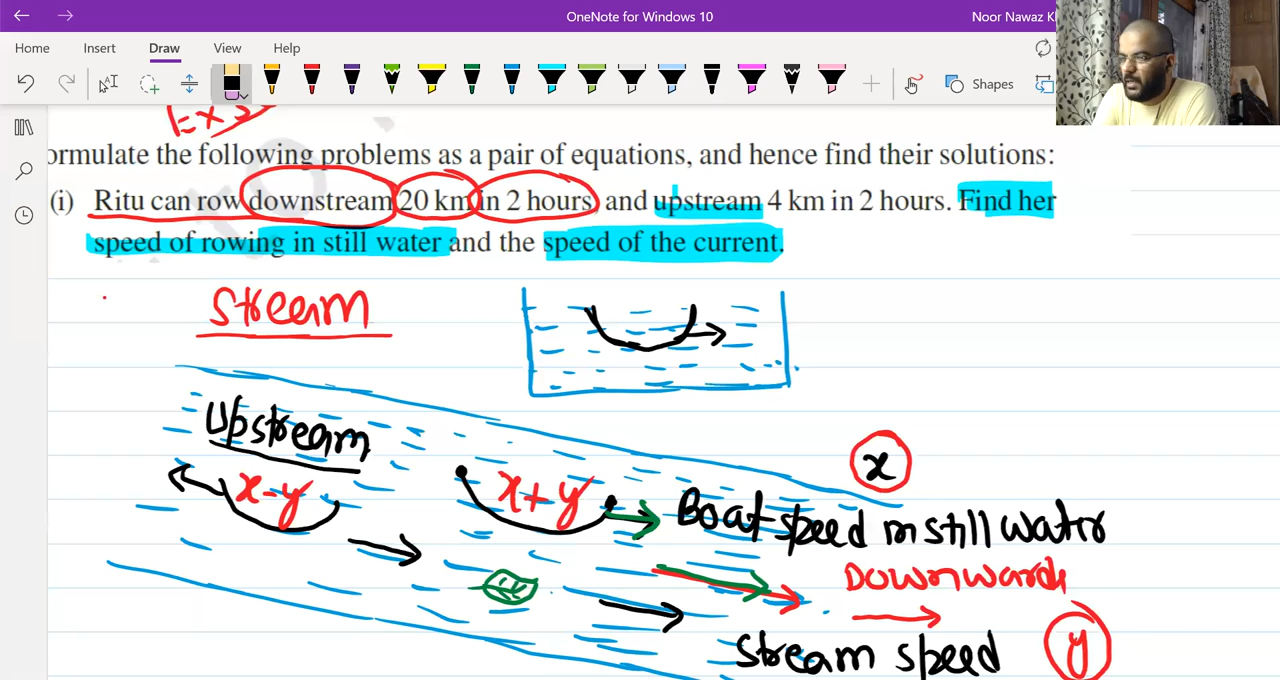 OneNote for Windows 10
Noor Nawaz Kh
Home Insert Draw View Help
Shapes
Ex 3
ormulate the following problems as a pair of equations, and hence find their solutions:
(i) Ritu can row downstream 20 km in 2 hours, and upstream 4 km in 2 hours. Find her
speed of rowing in still water and the speed of the current.
Stream
Upstream
x-y
x+y
x
Boat speed in still water
Downwards
Stream speed
y